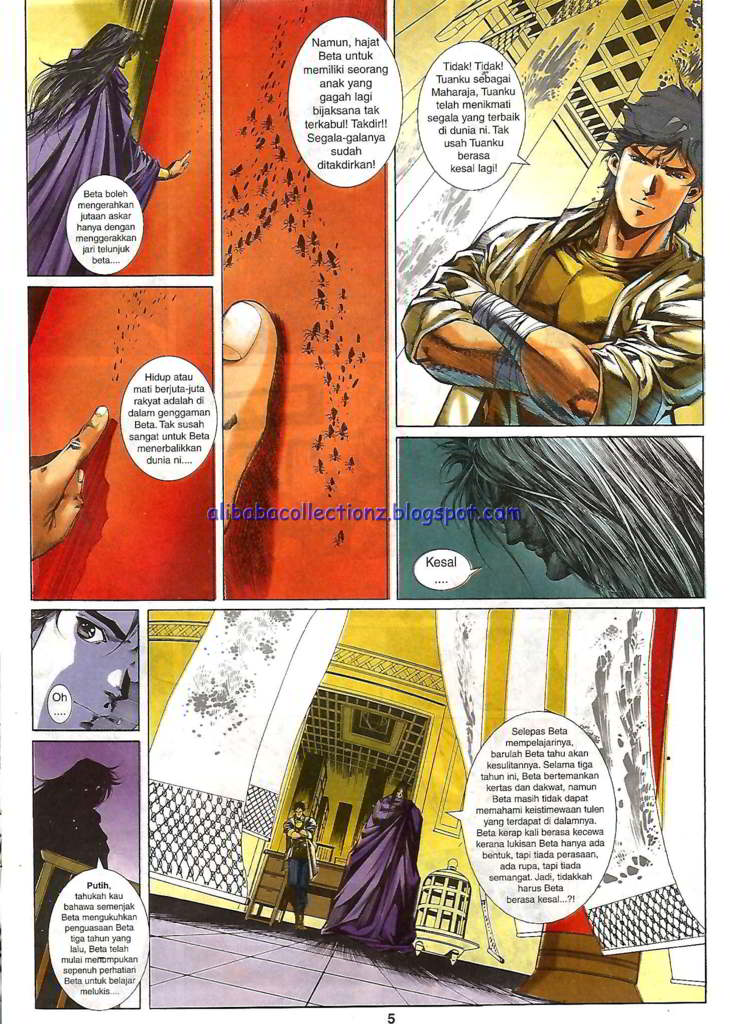 Beta boleh
mengerahkan
jutaan askar
hanya dengan
menggerakkan
jari telunjuk
beta....
Namun, hajat
Beta untuk
memiliki seorang
anak yang
gagah lagi
bijaksana tak
terkabul! Takdir!!
Segala-galanya
sudah
ditakdirkan!
Tidak! Tidak!
Tuanku sebagai
Maharaja, Tuanku
telah menikmati
segala yang terbaik
di dunia ni. Tak
usah Tuanku
berasa
kesal lagi!
Hidup atau
mati berjuta-juta
rakyat adalah di
dalam genggaman
Beta. Tak susah
sangat untuk Beta
menerbalikkan
dunia ni....
alibabacollectionz.blogspot.com
Kesal
....
Oh
....
Putih,
tahukah kau
bahawa semenjak
Beta mengukuhkan
penguasaan Beta
tiga tahun yang
lalu, Beta telah
mulai menumpukan
sepenuh perhatian
Beta untuk belajar
melukis....
Selepas Beta
mempelajarinya,
barulah Beta tahu akan
kesulitannya. Selama tiga
tahun ini, Beta bertemankan
kertas dan dakwat, namun
Beta masih tidak dapat
memahami keistimewaan tulen
yang terdapat di dalamnya.
Beta kerap kali berasa kecewa
kerana lukisan Beta hanya ada
bentuk, tapi tiada perasaan,
ada rupa, tapi tiada
semangat. Jadi, tidakkah
harus Beta
berasa kesal...?!
5